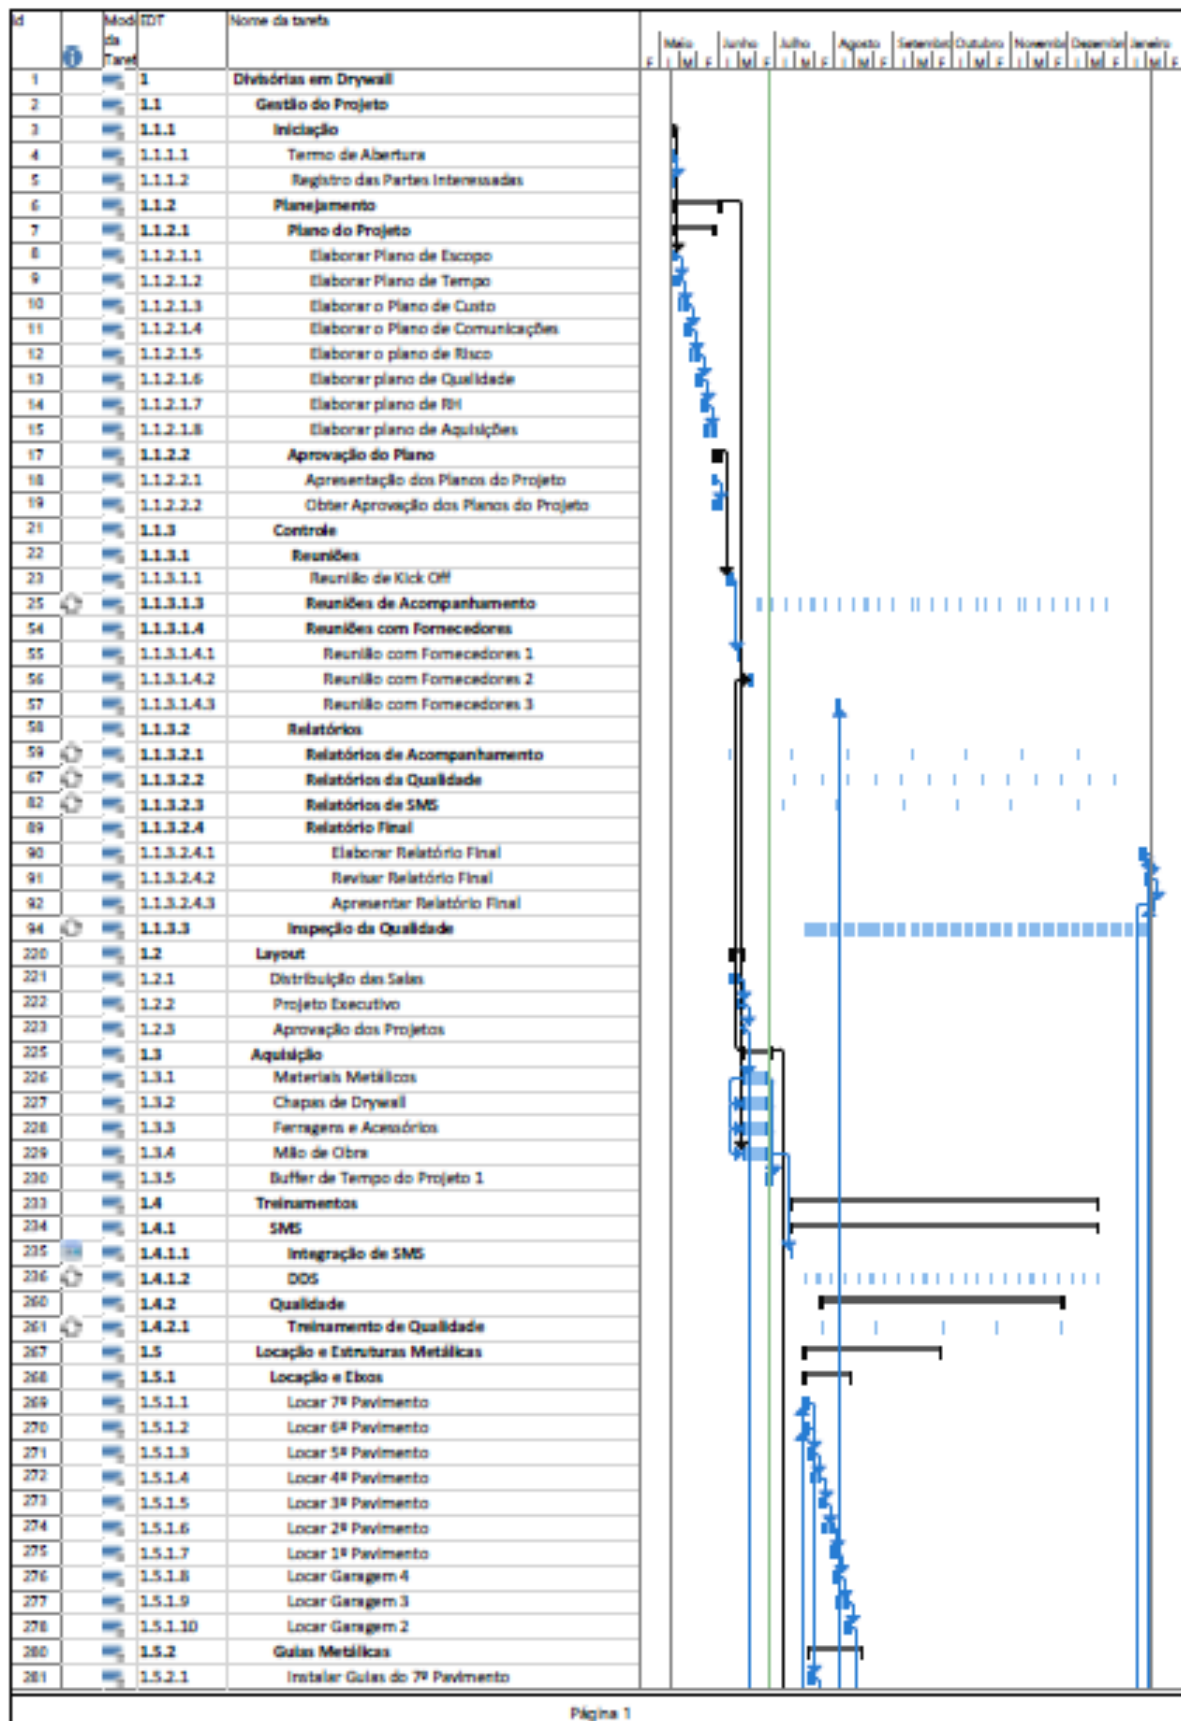 Id Modo da Taref EDT Nome da tarefa
Maio Junho Julho Agosto Setembro Outubro Novembro Dezembro Janeiro
F I M F I M F I M F I M F I M F I M F I M F I M F I M F
1 1 Divisórias em Drywall
2 1.1 Gestão do Projeto
3 1.1.1 Iniciação
4 1.1.1.1 Termo de Abertura
5 1.1.1.2 Registro das Partes Interessadas
6 1.1.2 Planejamento
7 1.1.2.1 Plano do Projeto
8 1.1.2.1.1 Elaborar Plano de Escopo
9 1.1.2.1.2 Elaborar Plano de Tempo
10 1.1.2.1.3 Elaborar o Plano de Custo
11 1.1.2.1.4 Elaborar o Plano de Comunicações
12 1.1.2.1.5 Elaborar o plano de Risco
13 1.1.2.1.6 Elaborar plano de Qualidade
14 1.1.2.1.7 Elaborar plano de RH
15 1.1.2.1.8 Elaborar plano de Aquisições
17 1.1.2.2 Aprovação do Plano
18 1.1.2.2.1 Apresentação dos Planos do Projeto
19 1.1.2.2.2 Obter Aprovação dos Planos do Projeto
21 1.1.3 Controle
22 1.1.3.1 Reuniões
23 1.1.3.1.1 Reunião de Kick Off
25 1.1.3.1.3 Reuniões de Acompanhamento
54 1.1.3.1.4 Reuniões com Fornecedores
55 1.1.3.1.4.1 Reunião com Fornecedores 1
56 1.1.3.1.4.2 Reunião com Fornecedores 2
57 1.1.3.1.4.3 Reunião com Fornecedores 3
58 1.1.3.2 Relatórios
59 1.1.3.2.1 Relatórios de Acompanhamento
67 1.1.3.2.2 Relatórios da Qualidade
82 1.1.3.2.3 Relatórios de SMS
89 1.1.3.2.4 Relatório Final
90 1.1.3.2.4.1 Elaborar Relatório Final
91 1.1.3.2.4.2 Revisar Relatório Final
92 1.1.3.2.4.3 Apresentar Relatório Final
94 1.1.3.3 Inspeção da Qualidade
220 1.2 Layout
221 1.2.1 Distribuição das Salas
222 1.2.2 Projeto Executivo
223 1.2.3 Aprovação dos Projetos
225 1.3 Aquisição
226 1.3.1 Materiais Metálicos
227 1.3.2 Chapas de Drywall
228 1.3.3 Ferragens e Acessórios
229 1.3.4 Mão de Obra
230 1.3.5 Buffer de Tempo do Projeto 1
233 1.4 Treinamentos
234 1.4.1 SMS
235 1.4.1.1 Integração de SMS
236 1.4.1.2 DDS
260 1.4.2 Qualidade
261 1.4.2.1 Treinamento de Qualidade
267 1.5 Locação e Estruturas Metálicas
268 1.5.1 Locação e Eixos
269 1.5.1.1 Locar 7º Pavimento
270 1.5.1.2 Locar 6º Pavimento
271 1.5.1.3 Locar 5º Pavimento
272 1.5.1.4 Locar 4º Pavimento
273 1.5.1.5 Locar 3º Pavimento
274 1.5.1.6 Locar 2º Pavimento
275 1.5.1.7 Locar 1º Pavimento
276 1.5.1.8 Locar Garagem 4
277 1.5.1.9 Locar Garagem 3
278 1.5.1.10 Locar Garagem 2
280 1.5.2 Guias Metálicas
281 1.5.2.1 Instalar Guias do 7º Pavimento
Página 1